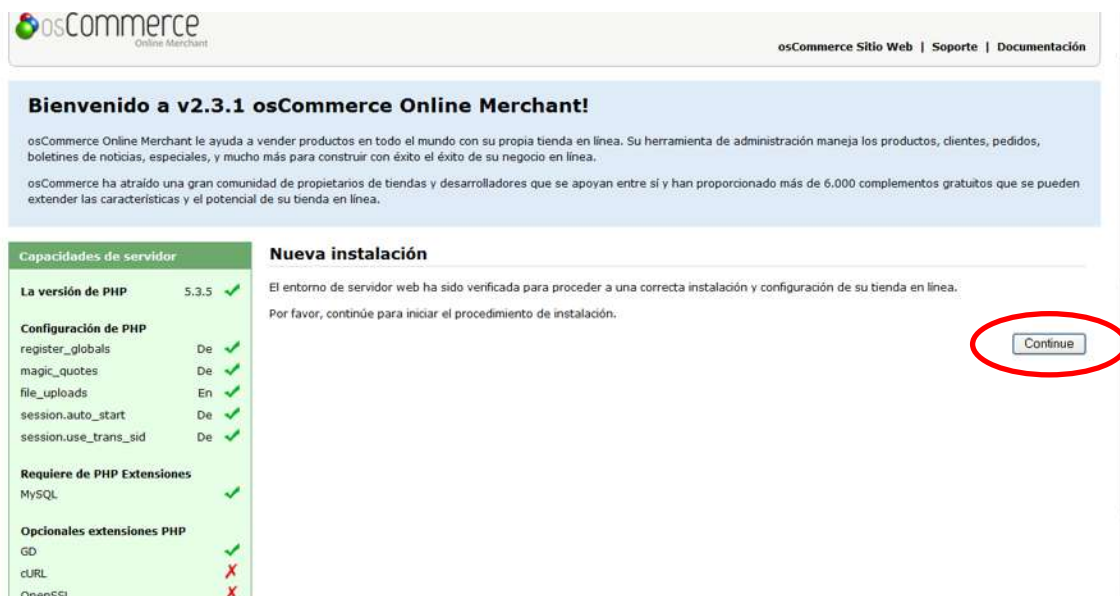 osCommerce
Online Merchant
osCommerce Sitio Web | Soporte | Documentación
Bienvenido a v2.3.1 osCommerce Online Merchant!
osCommerce Online Merchant le ayuda a vender productos en todo el mundo con su propia tienda en línea. Su herramienta de administración maneja los productos, clientes, pedidos,
boletines de noticias, especiales, y mucho más para construir con éxito el éxito de su negocio en línea.
osCommerce ha atraído una gran comunidad de propietarios de tiendas y desarrolladores que se apoyan entre sí y han proporcionado más de 6.000 complementos gratuitos que se pueden
extender las características y el potencial de su tienda en línea.
Capacidades de servidor
La versión de PHP 5.3.5
Configuración de PHP
register_globals De
magic_quotes De
file_uploads En
session.auto_start De
session.use_trans_sid De
Requiere de PHP Extensiones
MySQL
Opcionales extensiones PHP
GD
cURL
OpenSSL
Nueva instalación
El entorno de servidor web ha sido verificada para proceder a una correcta instalación y configuración de su tienda en línea.
Por favor, continúe para iniciar el procedimiento de instalación.
Continue